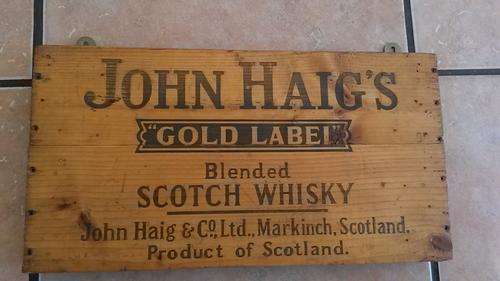 JOHN HAIG'S
"GOLD LABEL"
Blended
SCOTCH WHISKY
John Haig & Co., Ltd., Markinch, Scotland.
Product of Scotland.